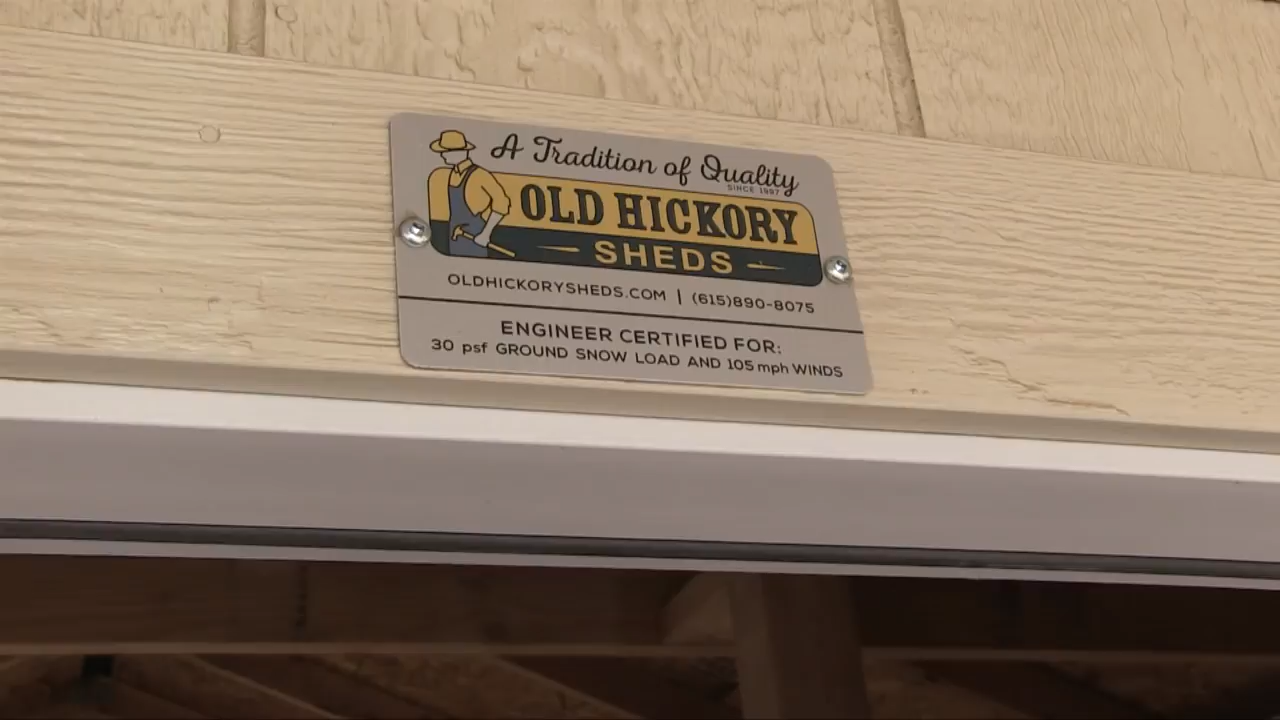 A Tradition of Quality
SINCE 1997
OLD HICKORY
SHEDS
OLDHICKORYSHEDS.COM | (615)890-8075
ENGINEER CERTIFIED FOR:
30 psf GROUND SNOW LOAD AND 105 mph WINDS